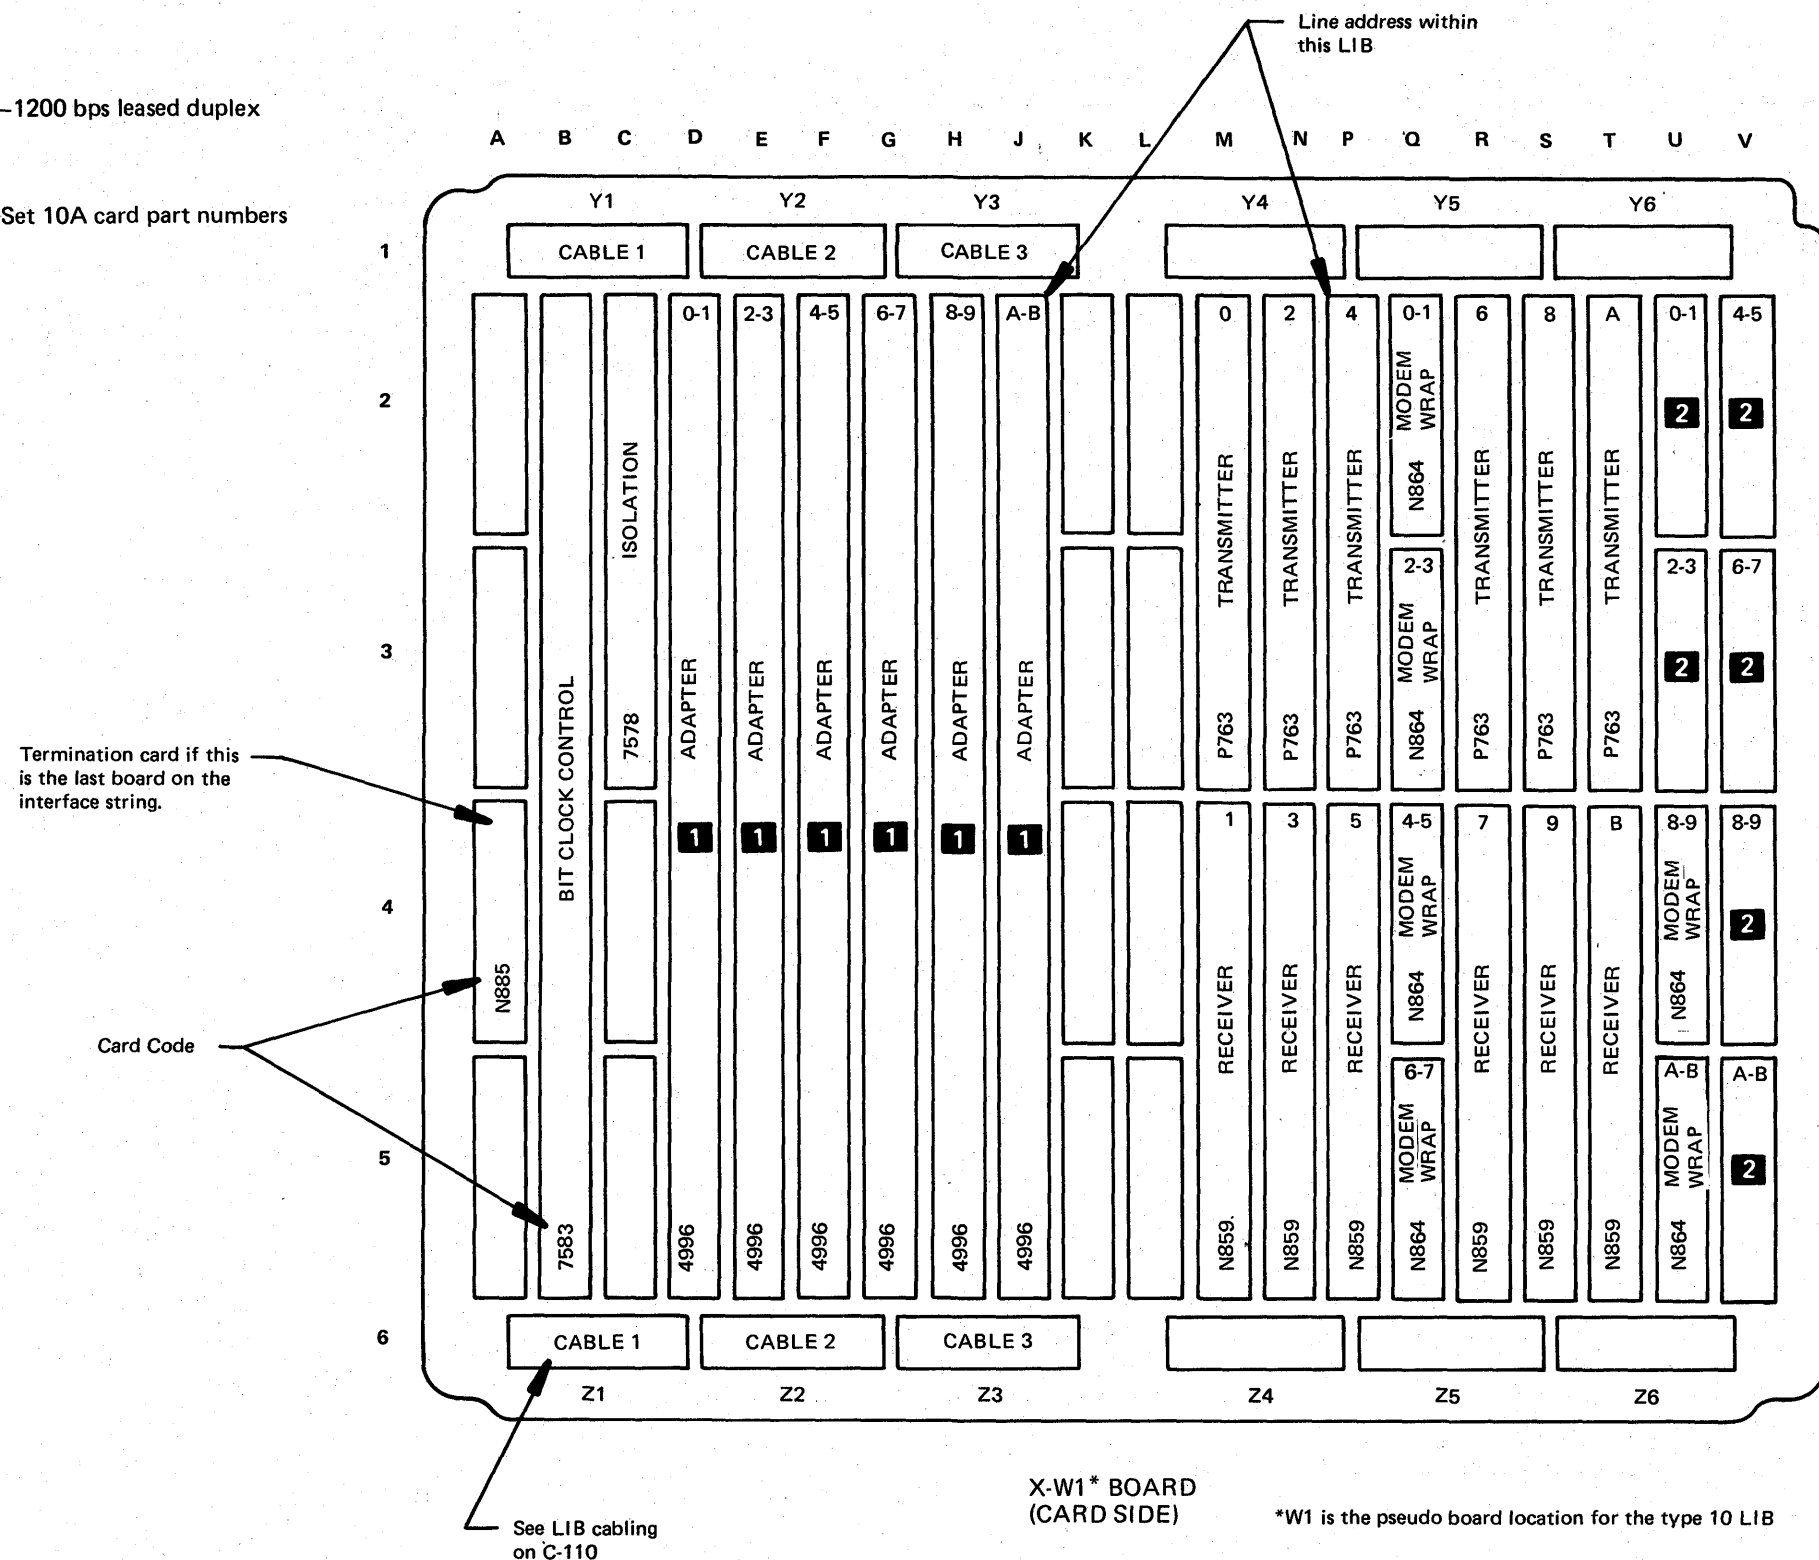 Line address within
this LIB
–1200 bps leased duplex
A B C D E F G H J K L M N P Q R S T U V
Set 10A card part numbers
Y1 Y2 Y3 Y4 Y5 Y6
1
CABLE 1 CABLE 2 CABLE 3
0-1 2-3 4-5 6-7 8-9 A-B 0 2 4 0-1 6 8 A 0-1 4-5
2
MODEM
WRAP
N864
2 2
ISOLATION
7578
TRANSMITTER TRANSMITTER TRANSMITTER TRANSMITTER TRANSMITTER TRANSMITTER
P763 P763 P763 P763 P763 P763
2-3 2-3 6-7
3
MODEM
WRAP
N864
2 2
BIT CLOCK CONTROL
7583
ADAPTER ADAPTER ADAPTER ADAPTER ADAPTER ADAPTER
1 1 1 1 1 1
4996 4996 4996 4996 4996 4996
Termination card if this
is the last board on the
interface string.
1 3 5 4-5 7 9 B 8-9 8-9
4
MODEM
WRAP
N864
MODEM
WRAP
N864
2
N885
Card Code
RECEIVER RECEIVER RECEIVER RECEIVER RECEIVER RECEIVER
N859. N859 N859 N859 N859 N859
6-7 A-B A-B
5
MODEM
WRAP
N864
MODEM
WRAP
N864
2
6
CABLE 1 CABLE 2 CABLE 3
Z1 Z2 Z3 Z4 Z5 Z6
X-W1* BOARD
(CARD SIDE)
*W1 is the pseudo board location for the type 10 LIB
See LIB cabling
on C-110